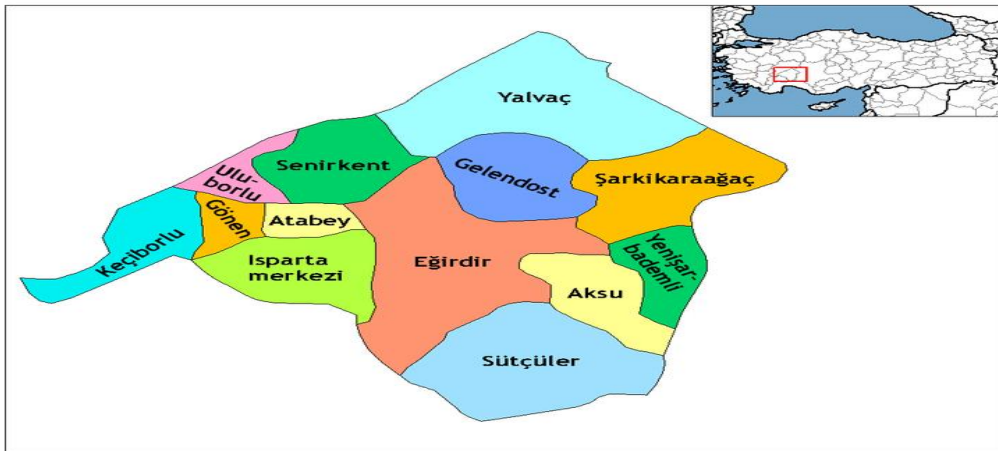 Yalvaç
Senirkent
Gelendost
Ulu-
borlu
Şarkikaraağaç
Gönen
Atabey
Keçiborlu
Isparta
merkezi
Eğirdir
Yenişar-
bademli
Aksu
Sütçüler